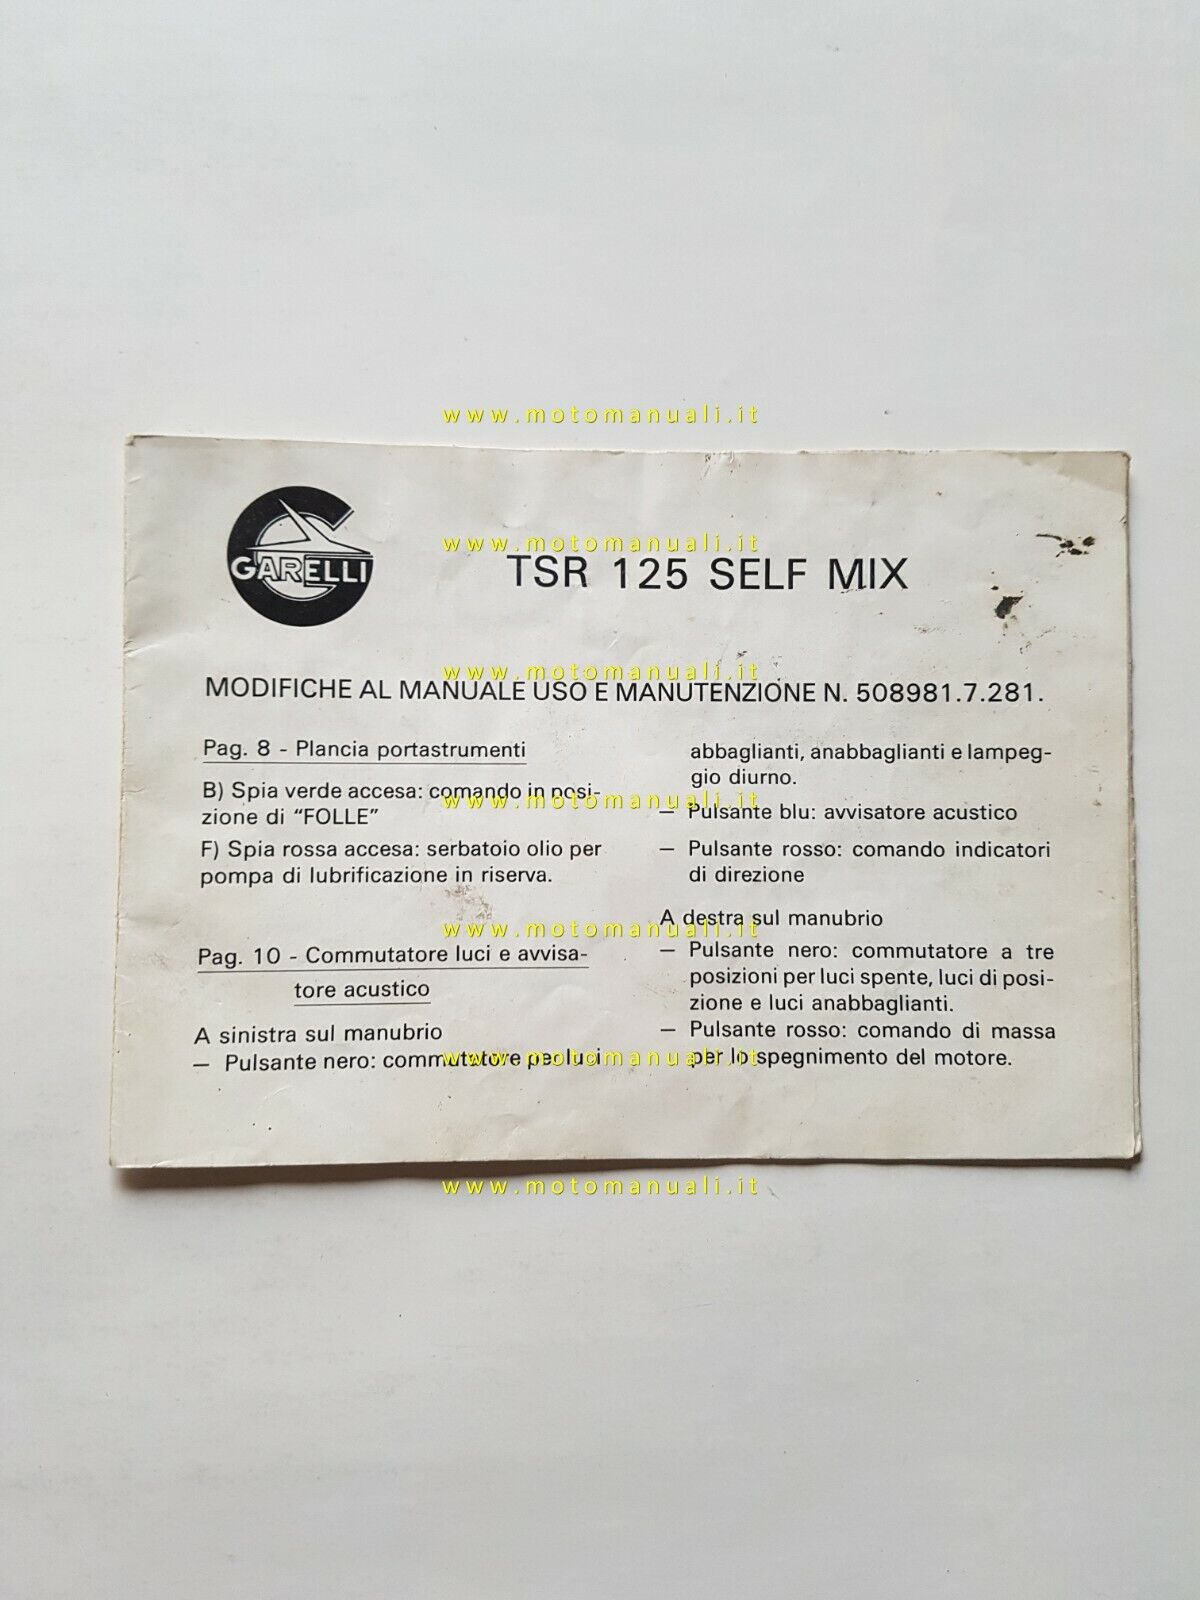 www.motomanuali.it
GARELLI
www.motomanuali.it
TSR 125 SELF MIX
www.motomanuali.it
MODIFICHE AL MANUALE USO E MANUTENZIONE N. 508981.7.281.
Pag. 8 - Plancia portastrumenti
B) Spia verde accesa: comando in posi-
zione di "FOLLE"
www.motomanuali.it
F) Spia rossa accesa: serbatoio olio per
pompa di lubrificazione in riserva.
www.motomanuali.it
Pag. 10 - Commutatore luci e avvisa-
tore acustico
A sinistra sul manubrio
— Pulsante nero: commutatore per luci
www.motomanuali.it
abbaglianti, anabbaglianti e lampeg-
gio diurno.
— Pulsante blu: avvisatore acustico
— Pulsante rosso: comando indicatori
di direzione
A destra sul manubrio
— Pulsante nero: commutatore a tre
posizioni per luci spente, luci di posi-
zione e luci anabbaglianti.
— Pulsante rosso: comando di massa
per lo spegnimento del motore.
www.motomanuali.it